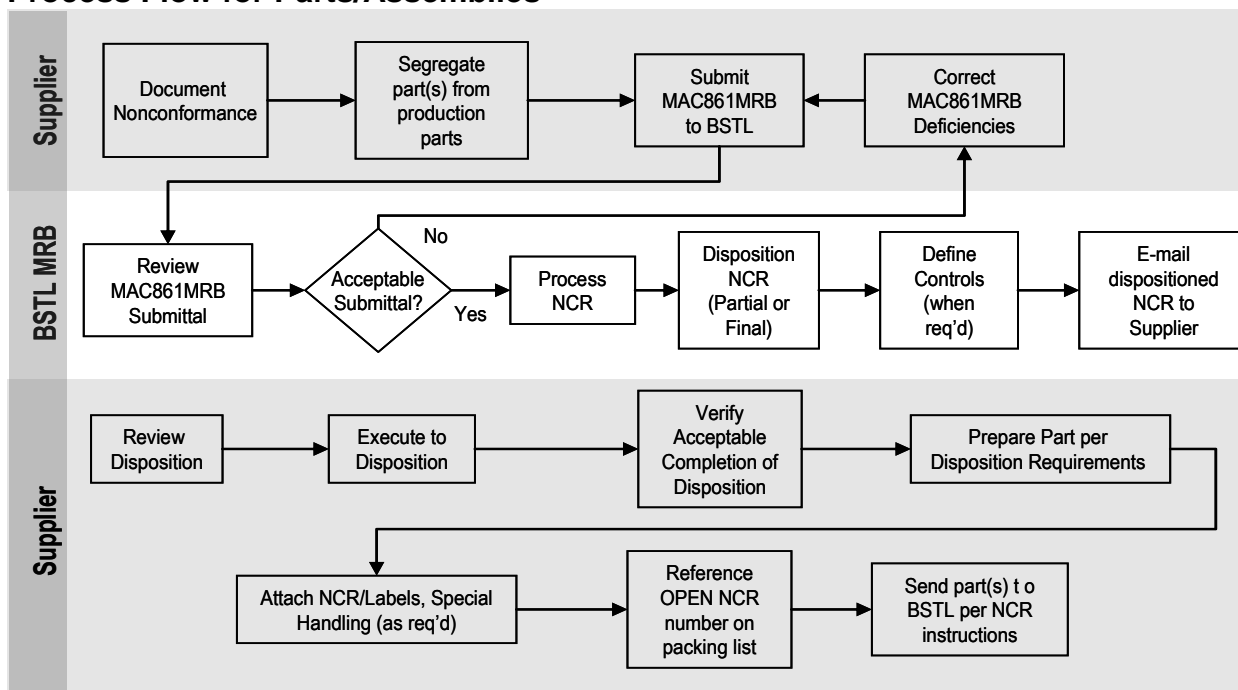 Process Flow for Parts/Assemblies
Supplier
Document
Nonconformance
Segregate
part(s) from
production
parts
Submit
MAC861MRB
to BSTL
Correct
MAC861MRB
Deficiencies
BSTL MRB
Review
MAC861MRB
Submittal
Acceptable
Submittal?
No
Yes
Process
NCR
Disposition
NCR
(Partial or
Final)
Define
Controls
(when
req'd)
E-mail
dispositioned
NCR to
Supplier
Supplier
Review
Disposition
Execute to
Disposition
Verify
Acceptable
Completion of
Disposition
Prepare Part per
Disposition Requirements
Attach NCR/Labels, Special
Handling (as req'd)
Reference
OPEN NCR
number on
packing list
Send part(s) t o
BSTL per NCR
instructions